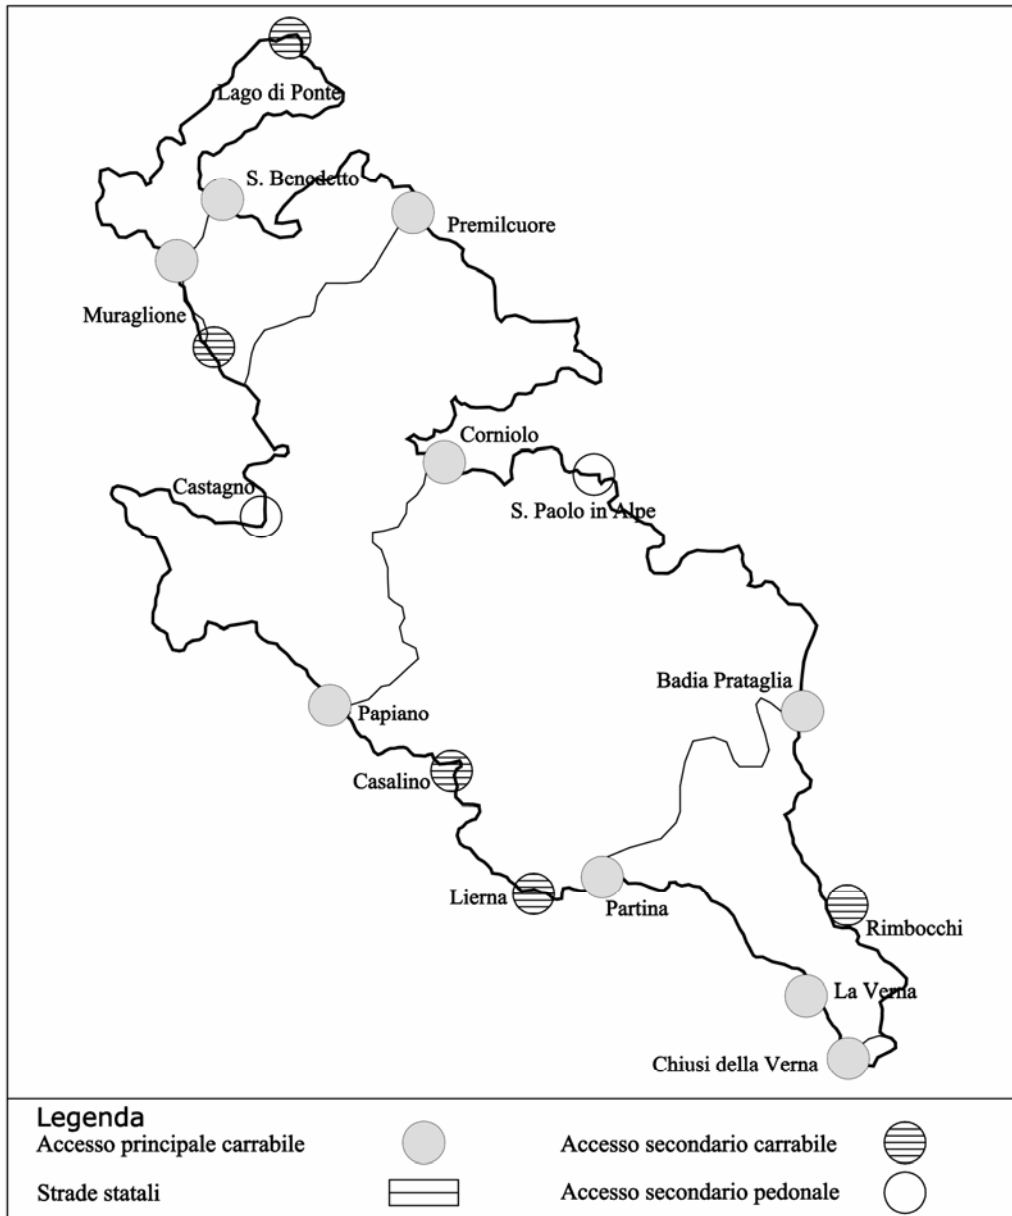 Lago di Ponte
S. Benedetto
Premilcuore
Muraglione
Corniolo
Castagno
S. Paolo in Alpe
Badia Prataglia
Papiano
Casalino
Lierna
Partina
Rimbocchi
La Verna
Chiusi della Verna
Legenda
Accesso principale carrabile
Accesso secondario carrabile
Strade statali
Accesso secondario pedonale